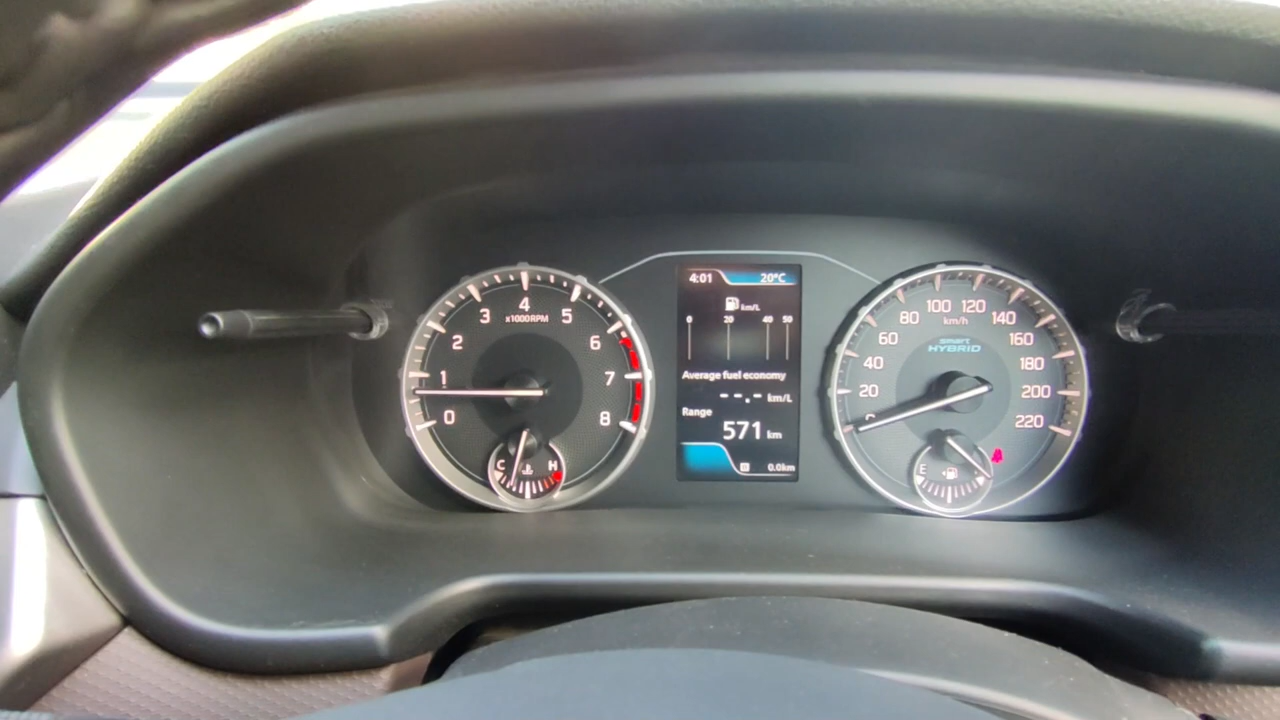 4:01 20°C
km/L
0 20 40 50
Average fuel economy
--.- km/L
Range
571 km
0.0km
0 1 2 3 4 5 6 7 8
x1000RPM
C H
0 20 40 60 80 100 120 140 160 180 200 220
km/h
smart
HYBRID
E